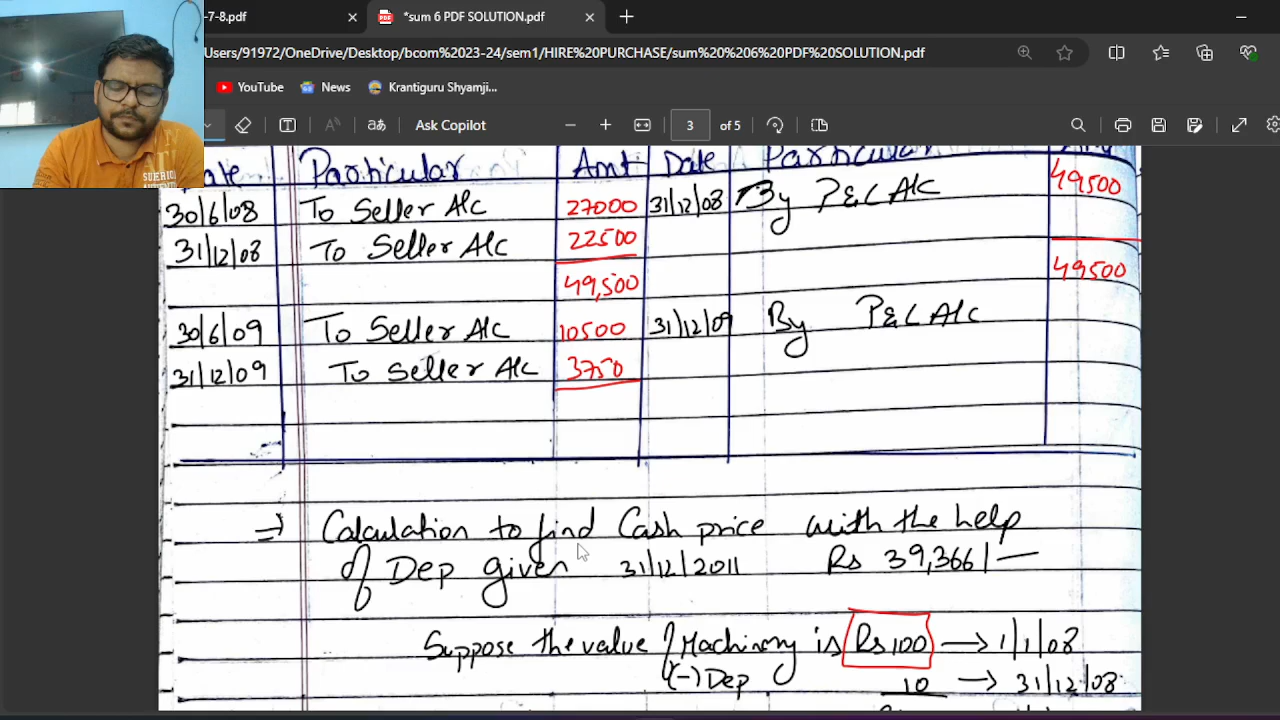 -7-8.pdf
*sum 6 PDF SOLUTION.pdf
Users/91972/OneDrive/Desktop/bcom%2023-24/sem1/HIRE%20PURCHASE/sum%20%206%20PDF%20SOLUTION.pdf
YouTube News Krantiguru Shyamji...
aあ Ask Copilot 3 of 5
Particular Amt Date Particular
30/6/08 To Seller A/c 27000 31/12/08 By P&L A/c 49500
31/12/08 To Seller A/c 22500
49,500 49500
30/6/09 To Seller A/c 10500 31/12/09 By P&L A/c
31/12/09 To Seller A/c 3750
⇒ Calculation to find Cash price with the help
of Dep given 31/12/2011 Rs 39,366/—
Suppose the value of Machinery is Rs 100 → 1/1/08
(-) Dep 10 → 31/12/08